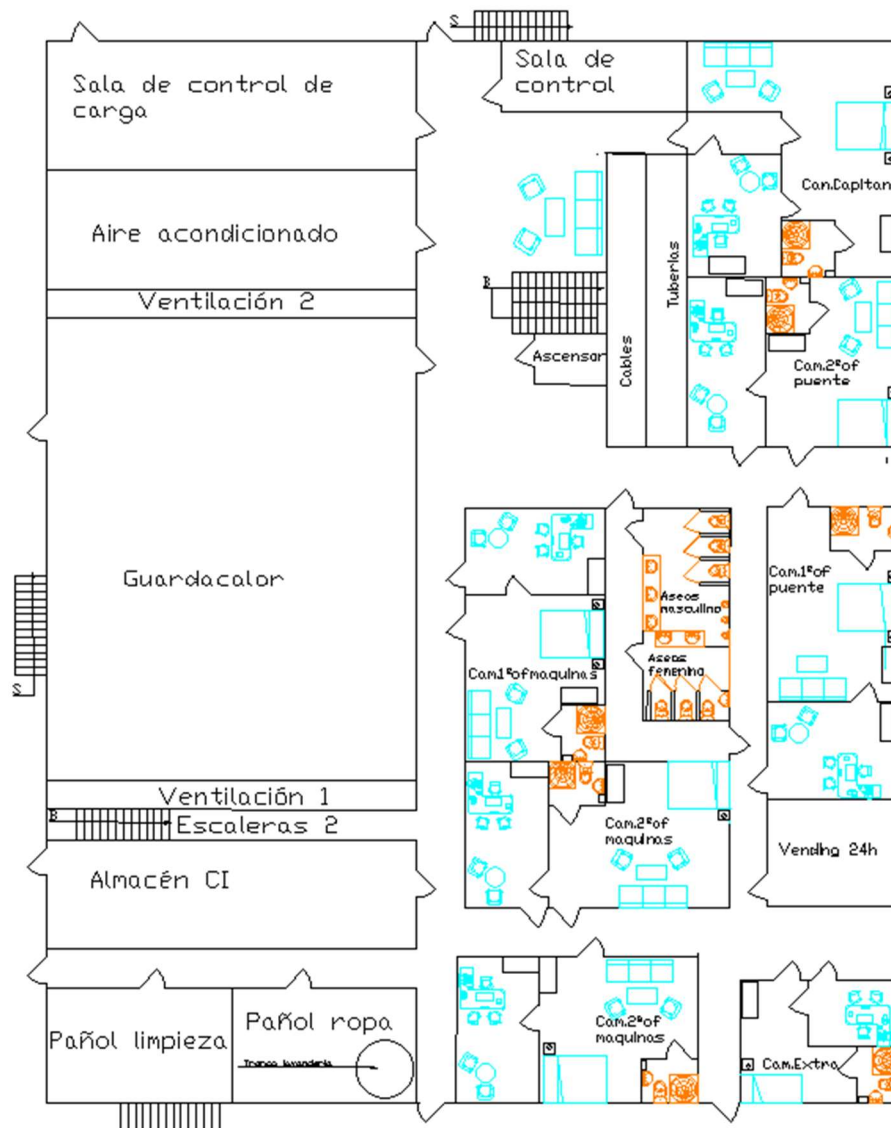 S
Sala de control de
carga
Sala de
control
Can.Capitan
Aire acondicionado
Tuberías
B
Ventilación 2
Ascensor
Cables
Cam.2ºof
puente
Guardacalor
Cam.1ºof
puente
Aseos
masculino
Aseos
femenino
Cam.1ºofmaquinas
S
Ventilación 1
B
Escaleras 2
Cam.2ºof
maquinas
Vending 24h
Almacén CI
Pañol limpieza
Pañol ropa
Cam.2ºof
maquinas
lavandería
Cam.Extra